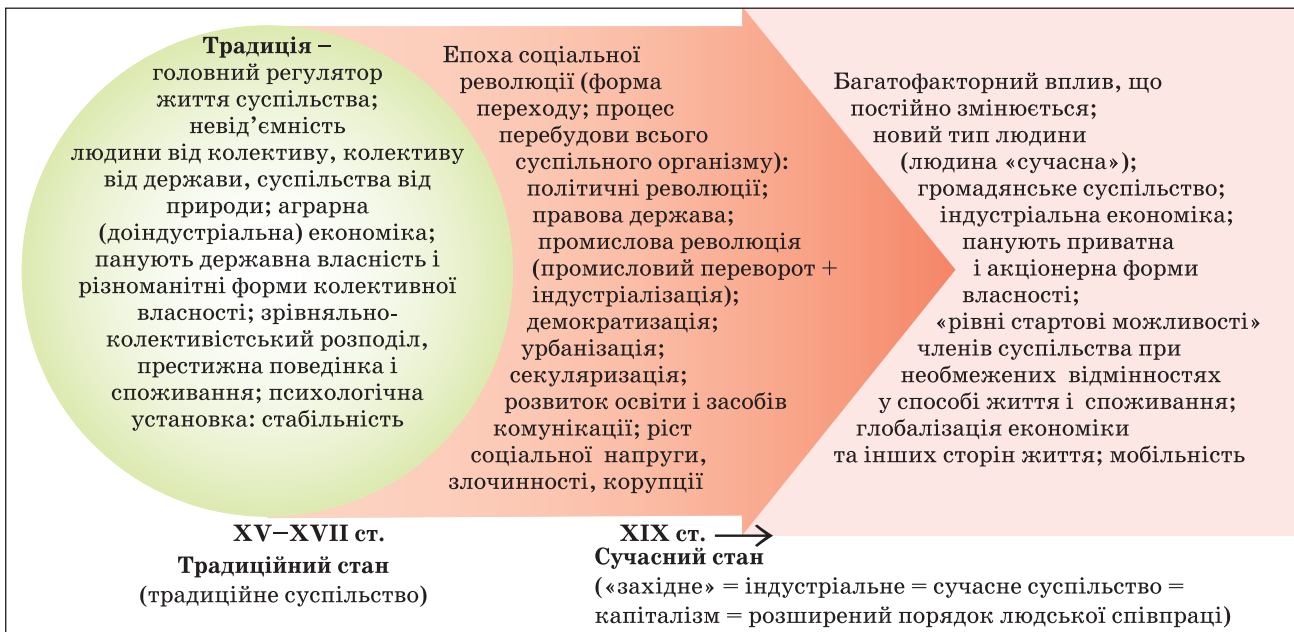 Традиція –
головний регулятор
життя суспільства;
невід’ємність
людини від колективу, колективу
від держави, суспільства від
природи; аграрна
(доіндустріальна) економіка;
панують державна власність і
різноманітні форми колективної
власності; зрівняльно-
колективістський розподіл,
престижна поведінка і
споживання; психологічна
установка: стабільність
Епоха соціальної
революції (форма
переходу; процес
перебудови всього
суспільного організму):
політичні революції;
правова держава;
промислова революція
(промисловий переворот +
індустріалізація);
демократизація;
урбанізація;
секуляризація;
розвиток освіти і засобів
комунікації; ріст
соціальної напруги,
злочинності, корупції
Багатофакторний вплив, що
постійно змінюється;
новий тип людини
(людина «сучасна»);
громадянське суспільство;
індустріальна економіка;
панують приватна
і акціонерна форми
власності;
«рівні стартові можливості»
членів суспільства при
необмежених відмінностях
у способі життя і споживання;
глобалізація економіки
та інших сторін життя; мобільність
XV–XVII ст.
Традиційний стан
(традиційне суспільство)
XIX ст.
Сучасний стан
(«західне» = індустріальне = сучасне суспільство =
капіталізм = розширений порядок людської співпраці)